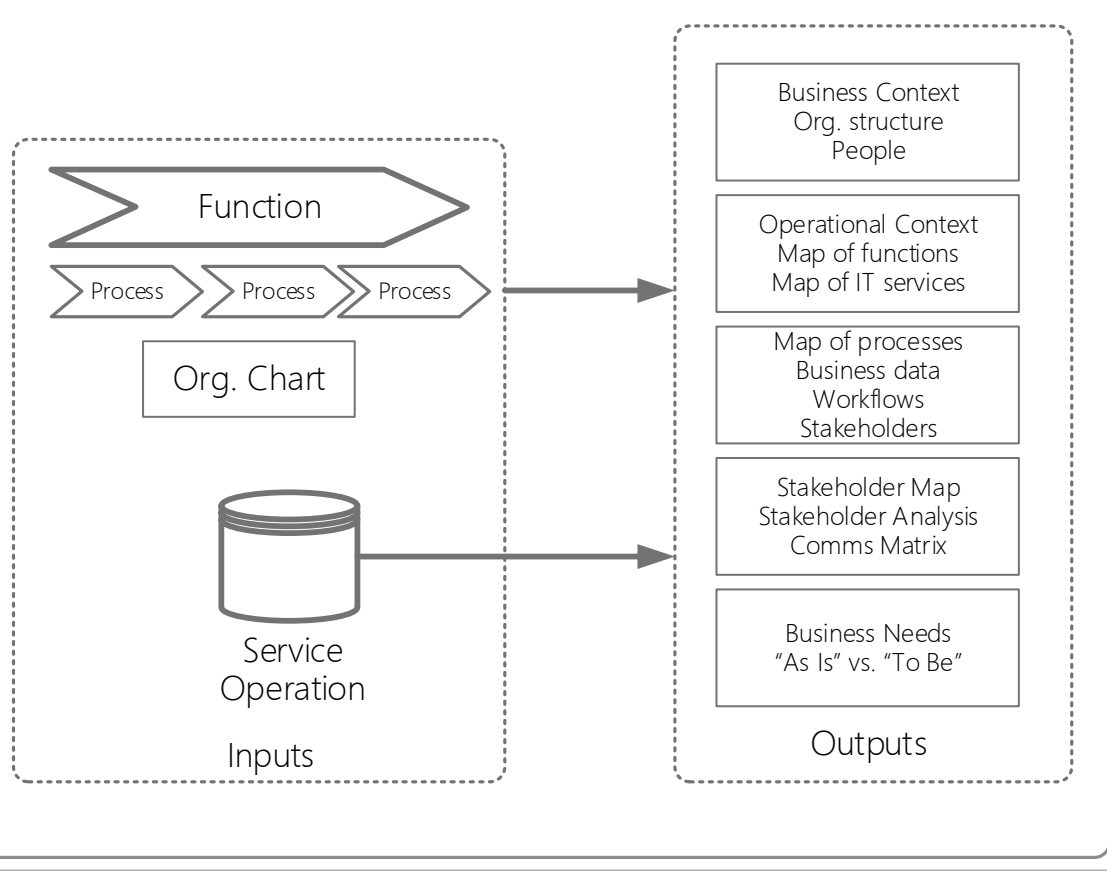 Function
Process
Process
Process
Org. Chart
Service
Operation
Inputs
Business Context
Org. structure
People
Operational Context
Map of functions
Map of IT services
Map of processes
Business data
Workflows
Stakeholders
Stakeholder Map
Stakeholder Analysis
Comms Matrix
Business Needs
“As Is” vs. “To Be”
Outputs